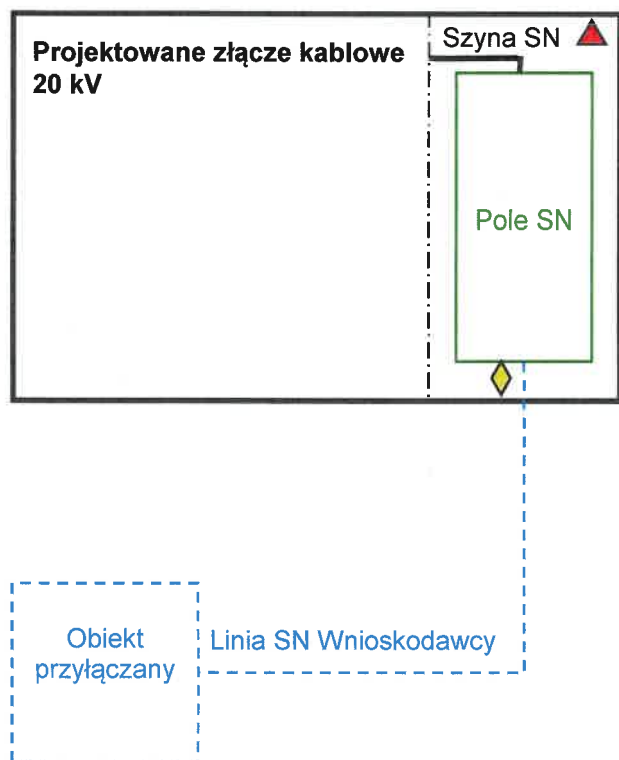 Projektowane złącze kablowe
20 kV
Szyna SN
Pole SN
Obiekt
przyłączany
Linia SN Wnioskodawcy